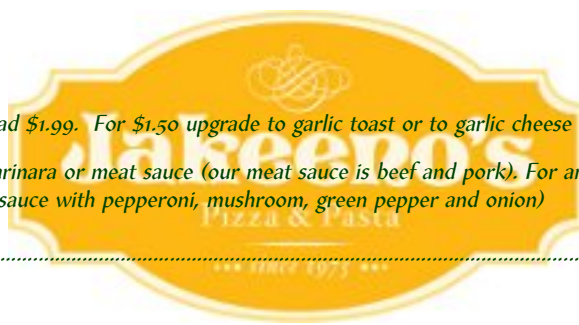 ad $1.99. For $1.50 upgrade to garlic toast or to garlic cheese
Jakeeno's
arinara or meat sauce (our meat sauce is beef and pork). For an
sauce with pepperoni, mushroom, green pepper and onion)
Pizza & Pasta
since 1975